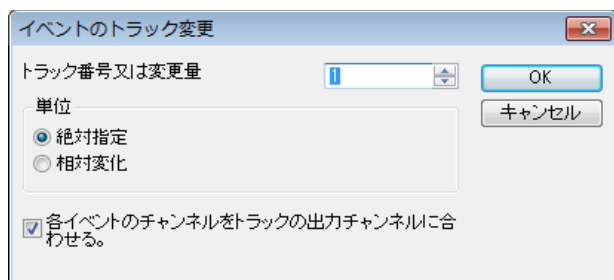 イベントのトラック変更
トラック番号又は変更量
1
OK
キャンセル
単位
絶対指定
相対変化
各イベントのチャンネルをトラックの出力チャンネルに合
わせる。